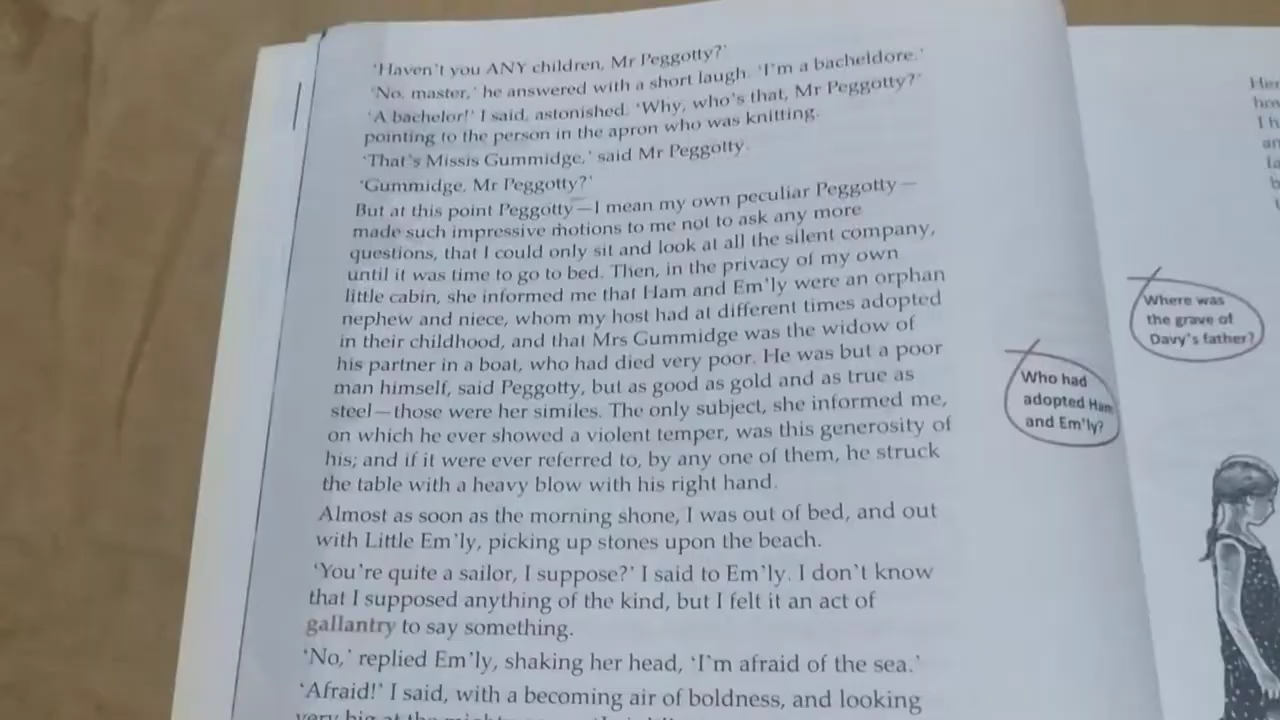 'Haven't you ANY children, Mr Peggotty?'
'No, master,' he answered with a short laugh. 'I'm a bacheldore.'
'A bachelor!' I said, astonished. 'Why, who's that, Mr Peggotty?'
pointing to the person in the apron who was knitting.
'That's Missis Gummidge,' said Mr Peggotty.
'Gummidge, Mr Peggotty?'
But at this point Peggotty—I mean my own peculiar Peggotty—
made such impressive motions to me not to ask any more
questions, that I could only sit and look at all the silent company,
until it was time to go to bed. Then, in the privacy of my own
little cabin, she informed me that Ham and Em'ly were an orphan
nephew and niece, whom my host had at different times adopted
in their childhood, and that Mrs Gummidge was the widow of
his partner in a boat, who had died very poor. He was but a poor
man himself, said Peggotty, but as good as gold and as true as
steel—those were her similes. The only subject, she informed me,
on which he ever showed a violent temper, was this generosity of
his; and if it were ever referred to, by any one of them, he struck
the table with a heavy blow with his right hand.
Almost as soon as the morning shone, I was out of bed, and out
with Little Em'ly, picking up stones upon the beach.
'You're quite a sailor, I suppose?' I said to Em'ly. I don't know
that I supposed anything of the kind, but I felt it an act of
gallantry to say something.
'No,' replied Em'ly, shaking her head, 'I'm afraid of the sea.'
'Afraid!' I said, with a becoming air of boldness, and looking
very big at the
Who had
adopted Ham
and Em'ly?
Where was
the grave of
Davy's father?
I h